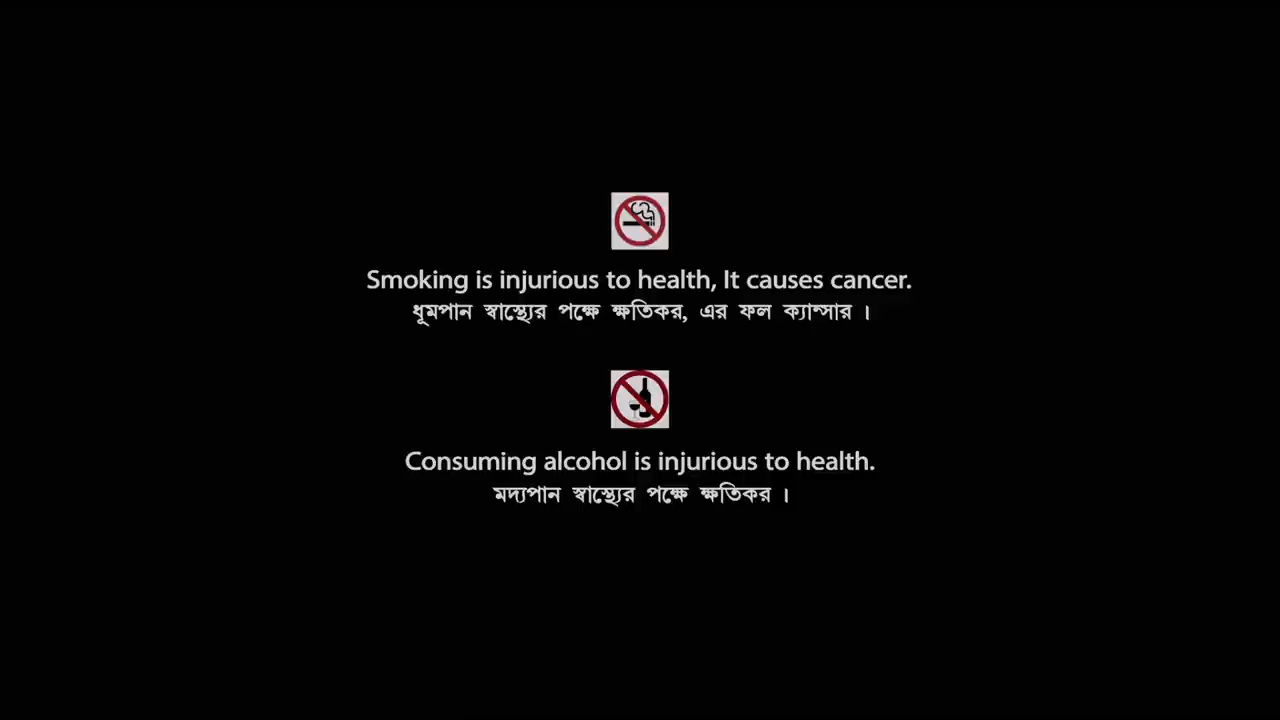 Smoking is injurious to health, It causes cancer.
ধূমপান স্বাস্থ্যের পক্ষে ক্ষতিকর, এর ফল ক্যান্সার ।
Consuming alcohol is injurious to health.
মদ্যপান স্বাস্থ্যের পক্ষে ক্ষতিকর ।